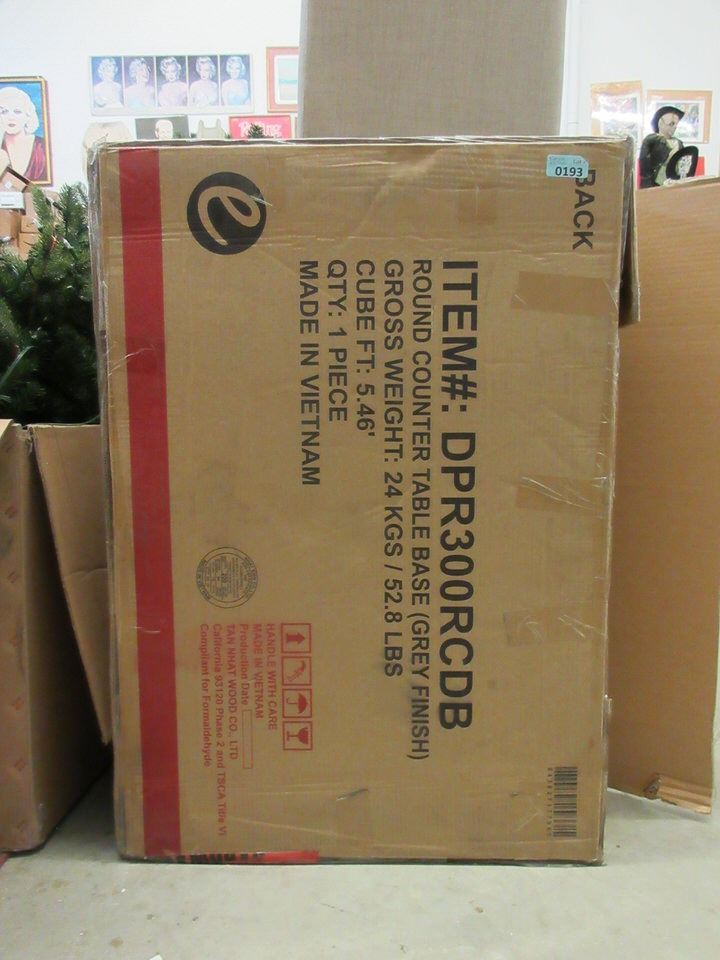 0193
BACK
ITEM#: DPR300RCDB
ROUND COUNTER TABLE BASE (GREY FINISH)
GROSS WEIGHT: 24 KGS / 52.8 LBS
CUBE FT: 5.46'
QTY: 1 PIECE
MADE IN VIETNAM
e
HANDLE WITH CARE
MADE IN VIETNAM
Production Date
TAN NHAT WOOD CO., LTD
California 93120 Phase 2 and TSCA Title VI
Compliant for Formaldehyde